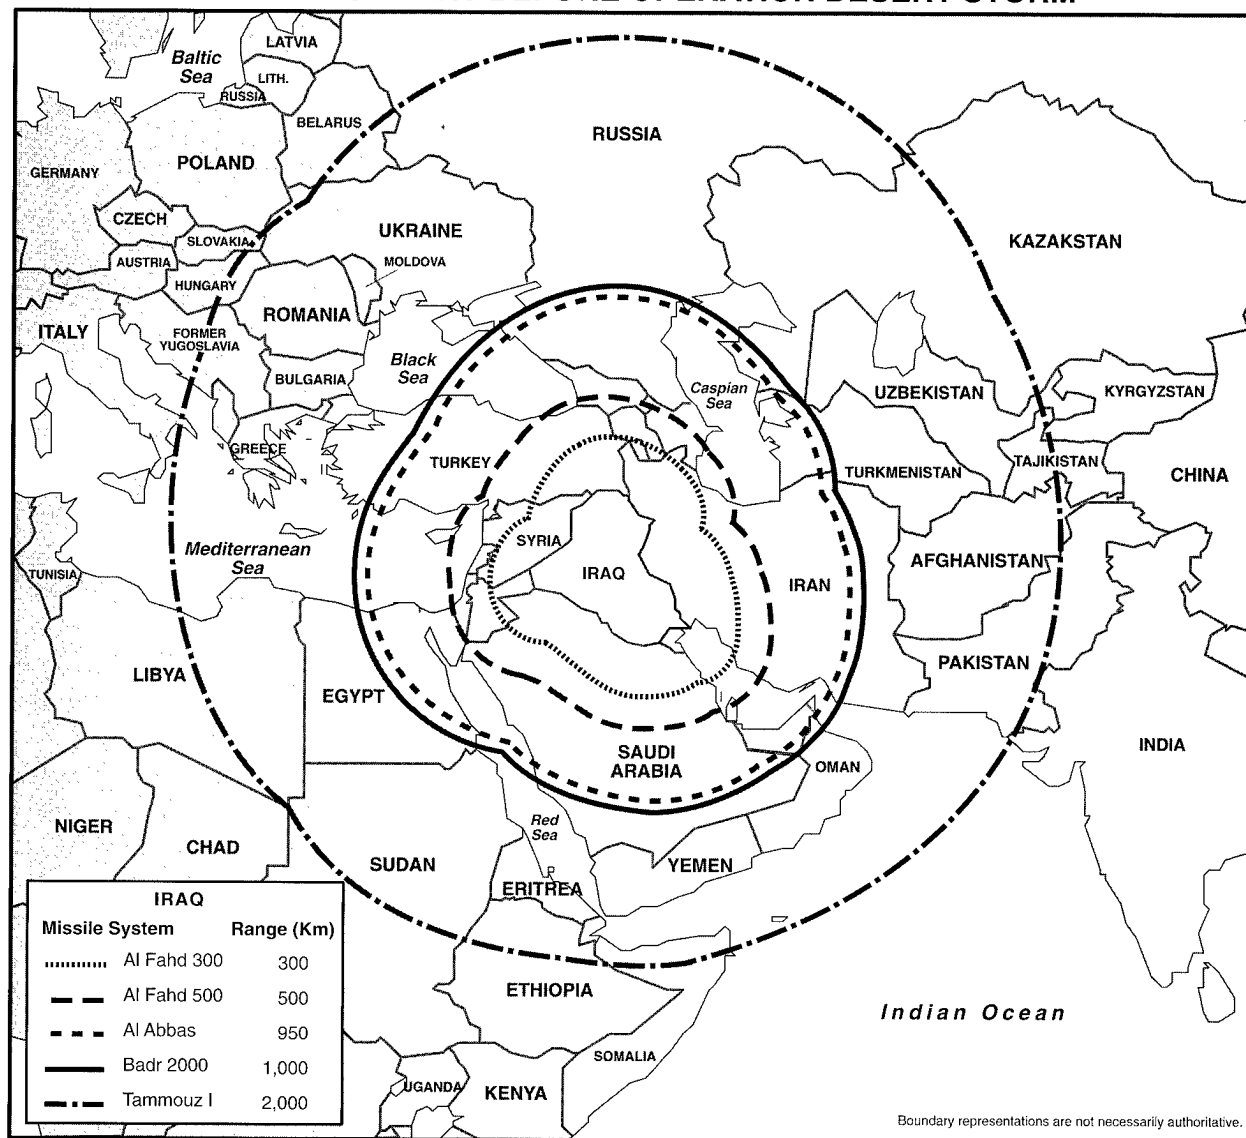 BEFORE OPERATION DESERT STORM
LATVIA
Baltic
Sea
LITH.
RUSSIA
BELARUS
RUSSIA
POLAND
GERMANY
CZECH
UKRAINE
KAZAKSTAN
SLOVAKIA
AUSTRIA
MOLDOVA
HUNGARY
ROMANIA
ITALY
FORMER
YUGOSLAVIA
Black
Sea
BULGARIA
Caspian
Sea
UZBEKISTAN
KYRGYZSTAN
GREECE
TURKEY
TURKMENISTAN
TAJIKISTAN
CHINA
SYRIA
Mediterranean
Sea
AFGHANISTAN
TUNISIA
IRAQ
IRAN
PAKISTAN
LIBYA
EGYPT
INDIA
SAUDI
ARABIA
OMAN
Red
Sea
NIGER
CHAD
SUDAN
YEMEN
ERITREA
ETHIOPIA
Indian Ocean
SOMALIA
UGANDA
KENYA
IRAQ
Missile System Range (Km)
Al Fahd 300 300
Al Fahd 500 500
Al Abbas 950
Badr 2000 1,000
Tammouz I 2,000
Boundary representations are not necessarily authoritative.